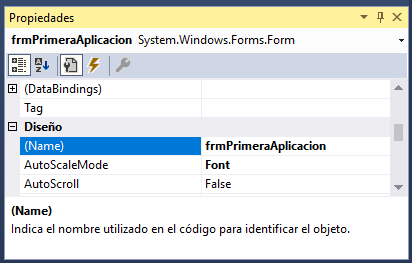 Propiedades
frmPrimeraAplicacion System.Windows.Forms.Form
(DataBindings)
Tag
Diseño
(Name) frmPrimeraAplicacion
AutoScaleMode Font
AutoScroll False
(Name)
Indica el nombre utilizado en el código para identificar el objeto.